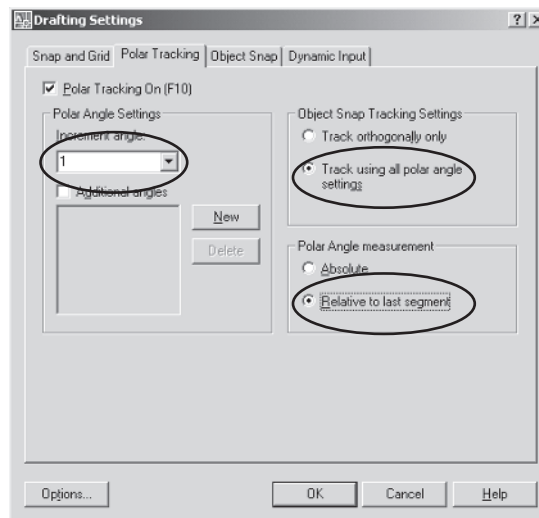 Drafting Settings
Snap and Grid
Polar Tracking
Object Snap
Dynamic Input
Polar Tracking On (F10)
Polar Angle Settings
Increment angle:
1
Additional angles
New
Delete
Object Snap Tracking Settings
Track orthogonally only
Track using all polar angle
settings
Polar Angle measurement
Absolute
Relative to last segment
Options...
OK
Cancel
Help